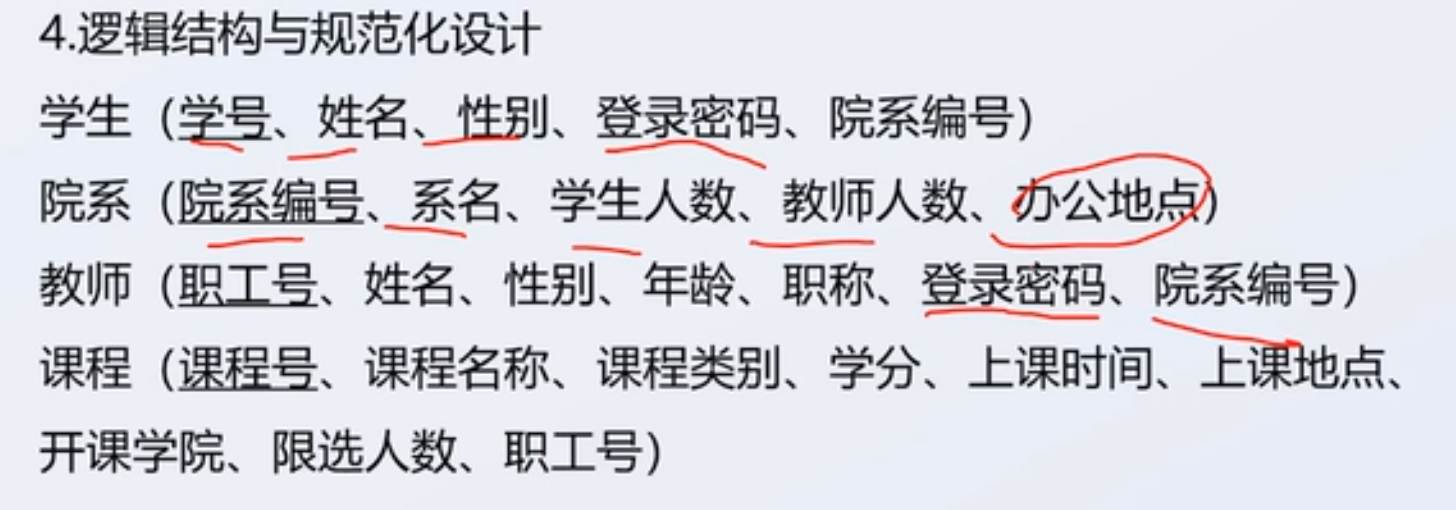 4.逻辑结构与规范化设计
学生（学号、姓名、性别、登录密码、院系编号）
院系（院系编号、系名、学生人数、教师人数、办公地点）
教师（职工号、姓名、性别、年龄、职称、登录密码、院系编号）
课程（课程号、课程名称、课程类别、学分、上课时间、上课地点、
开课学院、限选人数、职工号）